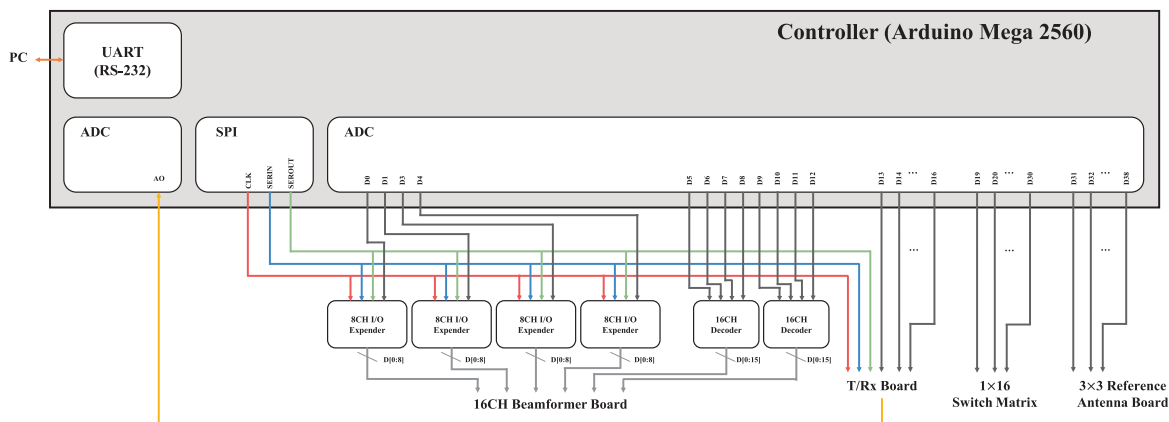 Controller (Arduino Mega 2560)
PC
UART
(RS-232)
ADC
AO
SPI
CLK
SERIN
SEROUT
ADC
D0
D1
D3
D4
D5
D6
D7
D8
D9
D10
D11
D12
D13
D14
...
D16
D19
D20
...
D30
D31
D32
...
D38
...
...
...
8CH I/O
Expender
8CH I/O
Expender
8CH I/O
Expender
8CH I/O
Expender
16CH
Decoder
16CH
Decoder
D[0:8]
D[0:8]
D[0:8]
D[0:8]
D[0:15]
D[0:15]
16CH Beamformer Board
T/Rx Board
1×16
Switch Matrix
3×3 Reference
Antenna Board